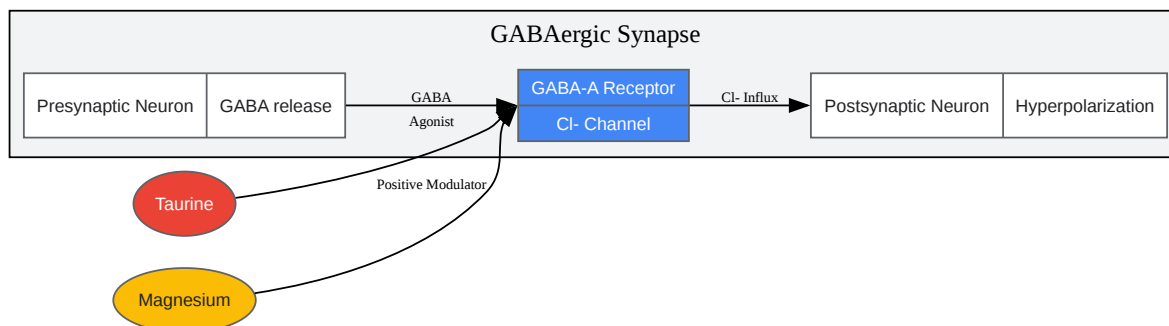 GABAergic Synapse
Presynaptic Neuron
GABA release
GABA
GABA-A Receptor
Cl- Channel
Cl- Influx
Postsynaptic Neuron
Hyperpolarization
Agonist
Positive Modulator
Taurine
Magnesium